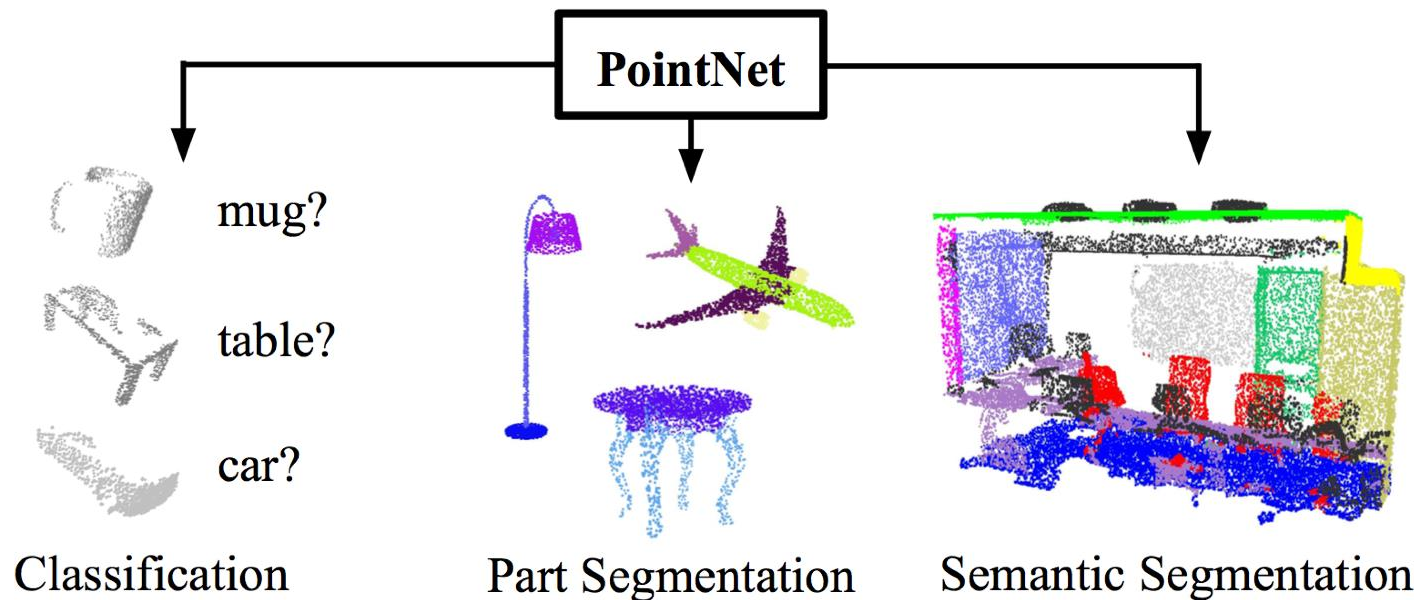 PointNet
mug?
table?
car?
Classification
Part Segmentation
Semantic Segmentation